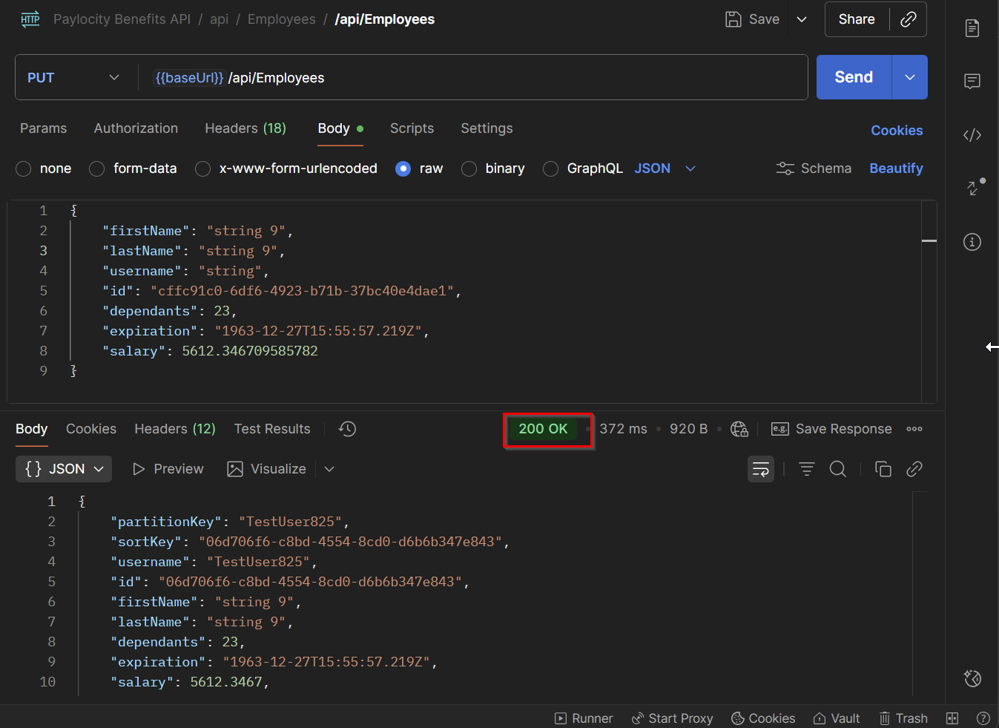 HTTP Paylocity Benefits API / api / Employees / /api/Employees Save Share
PUT {{baseUrl}} /api/Employees Send
Params Authorization Headers (18) Body Scripts Settings Cookies
none form-data x-www-form-urlencoded raw binary GraphQL JSON Schema Beautify
1 {
2 "firstName": "string 9",
3 "lastName": "string 9",
4 "username": "string",
5 "id": "cffc91c0-6df6-4923-b71b-37bc40e4dae1",
6 "dependants": 23,
7 "expiration": "1963-12-27T15:55:57.219Z",
8 "salary": 5612.346709585782
9 }
Body Cookies Headers (12) Test Results 200 OK 372 ms 920 B e.g. Save Response
{} JSON Preview Visualize
1 {
2 "partitionKey": "TestUser825",
3 "sortKey": "06d706f6-c8bd-4554-8cd0-d6b6b347e843",
4 "username": "TestUser825",
5 "id": "06d706f6-c8bd-4554-8cd0-d6b6b347e843",
6 "firstName": "string 9",
7 "lastName": "string 9",
8 "dependants": 23,
9 "expiration": "1963-12-27T15:55:57.219Z",
10 "salary": 5612.3467,
Runner Start Proxy Cookies Vault Trash